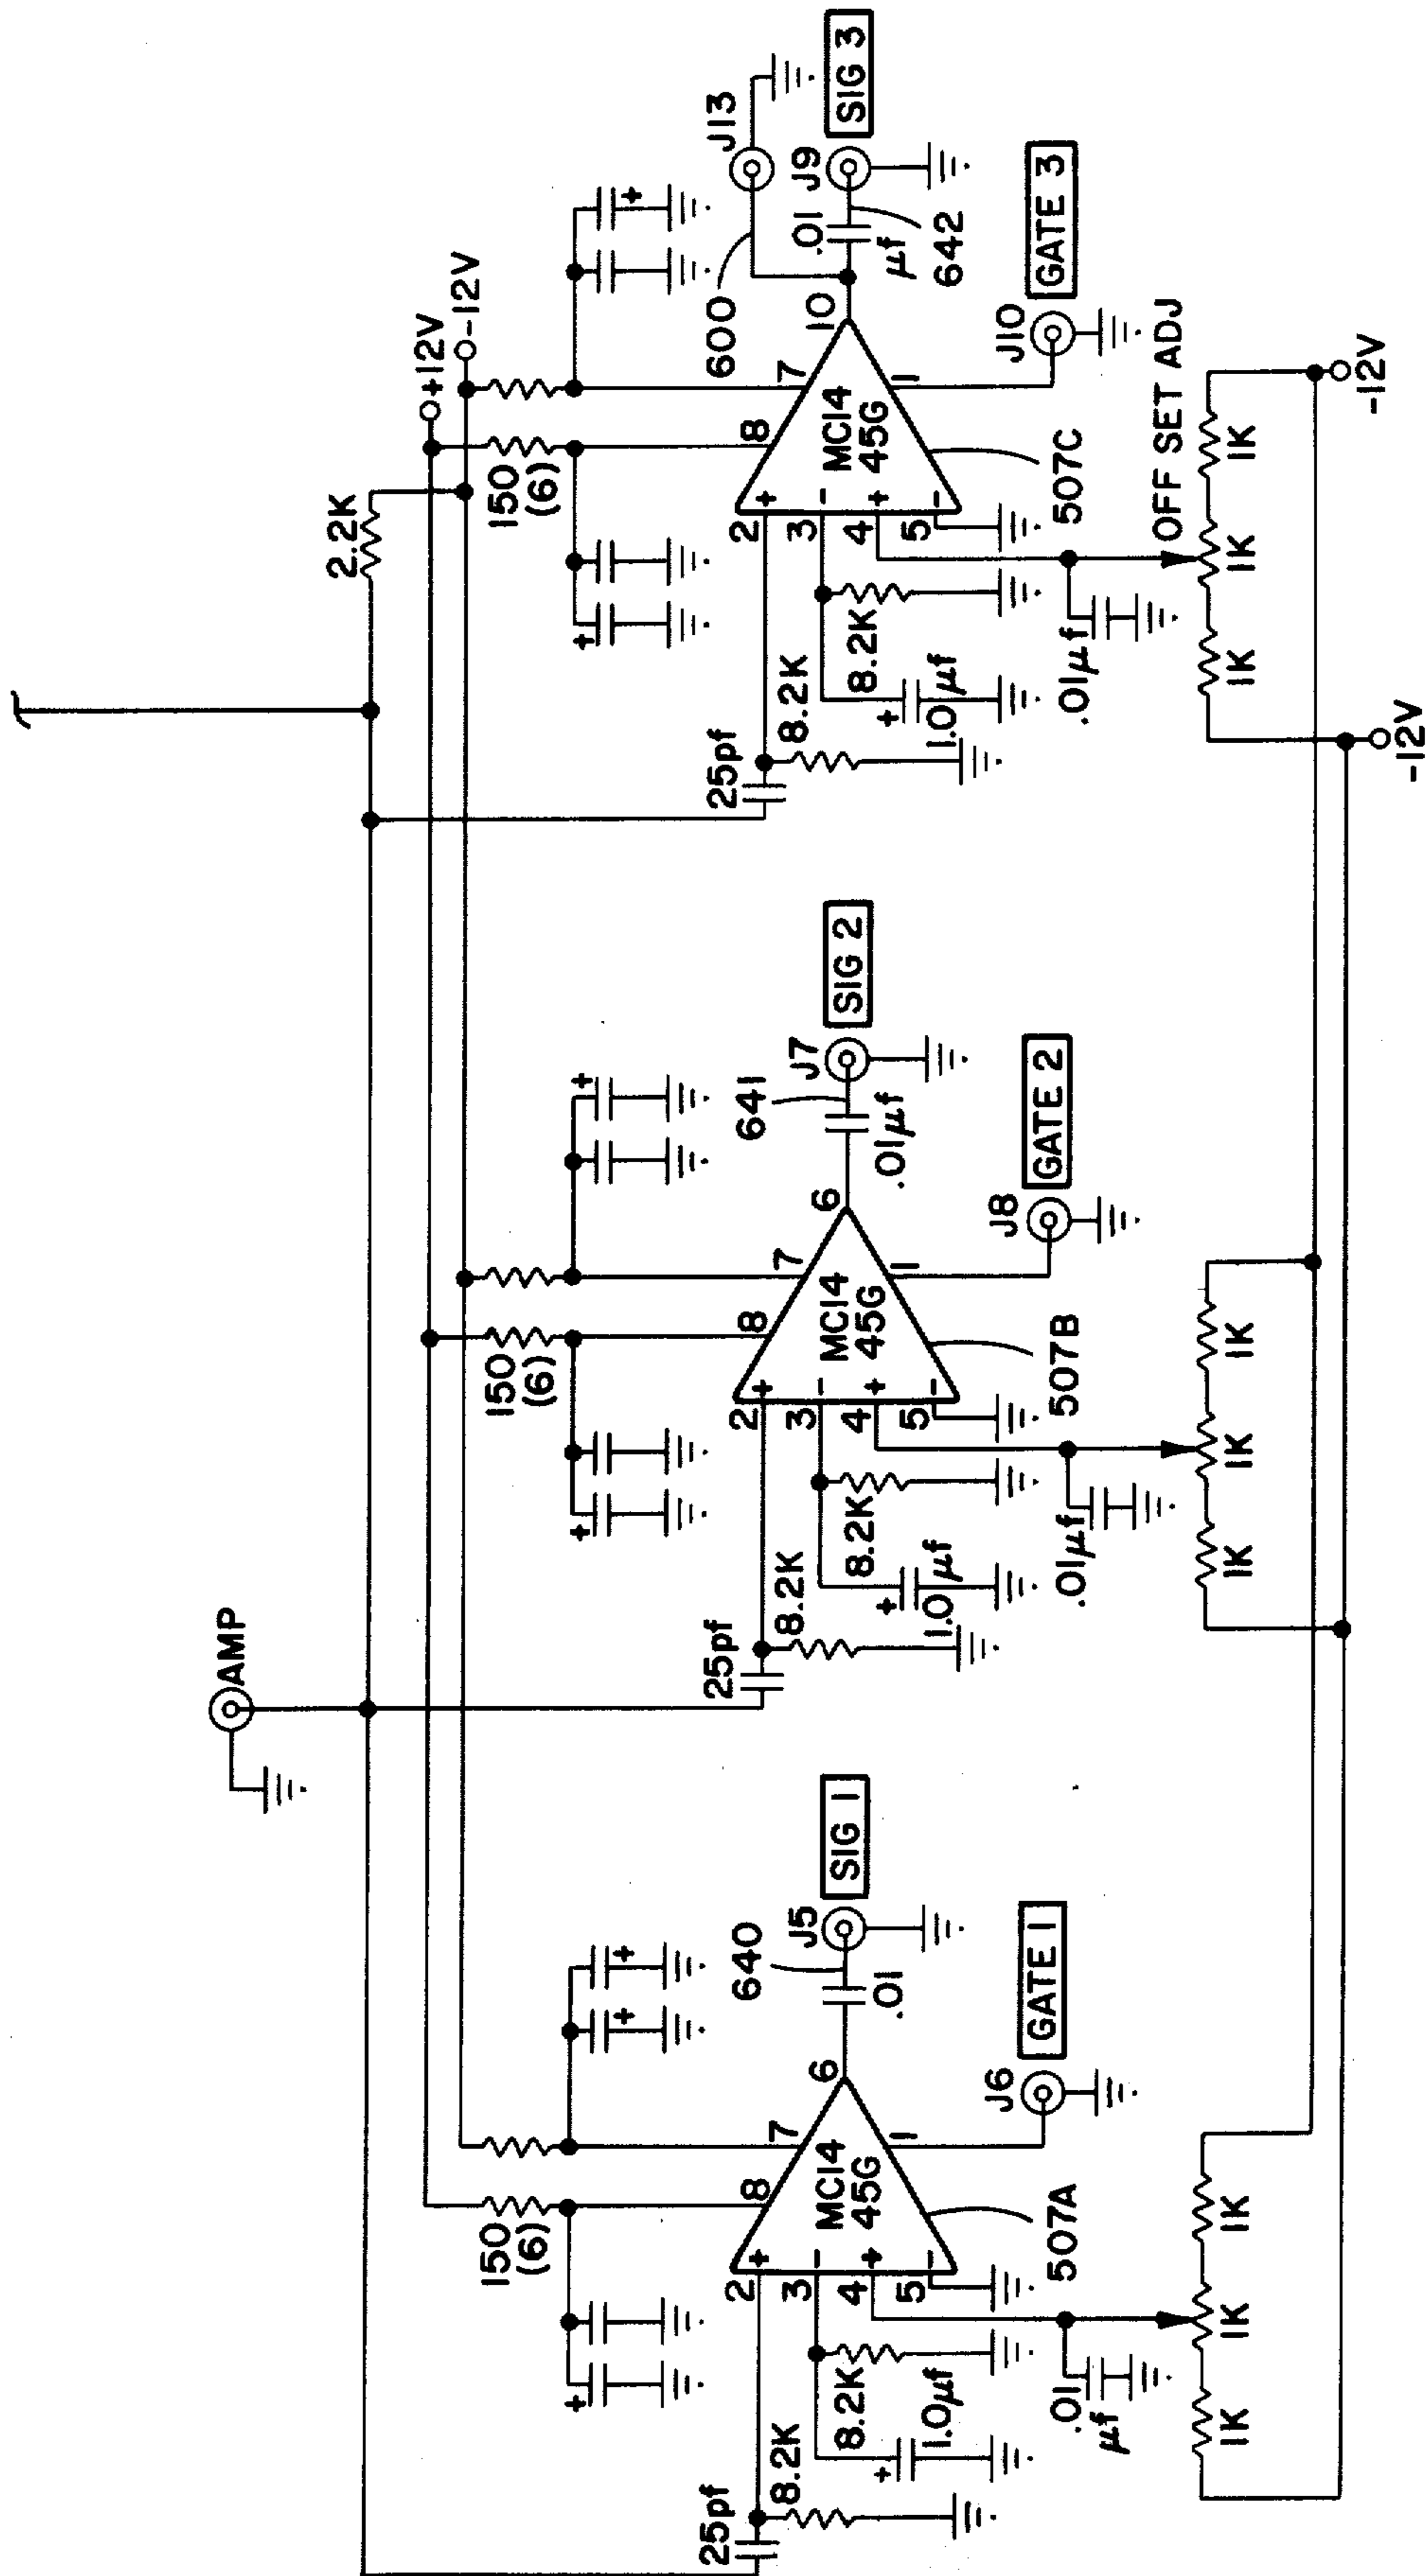 AMP
2.2K
+12V
-12V
150
(6)
8
7
25pf
8.2K
2
+
3
-
4
+
5
-
MC14
45G
6
640
.01
J5
SIG 1
8.2K
1.0µf
+
1
J6
GATE 1
507A
.01
µf
1K
1K
1K
+
+
+
150
(6)
8
7
25pf
8.2K
2
+
3
-
4
+
5
-
MC14
45G
6
641
.01µf
J7
SIG 2
8.2K
1.0µf
+
1
J8
GATE 2
507B
.01µf
1K
1K
1K
+
+
150
(6)
8
7
25pf
8.2K
2
+
3
-
4
+
5
-
MC14
45G
10
600
J13
.01
µf
642
J9
SIG 3
8.2K
1.0µf
+
1
J10
GATE 3
507C
.01µf
OFF SET ADJ
1K
1K
1K
+
+
-12V
-12V